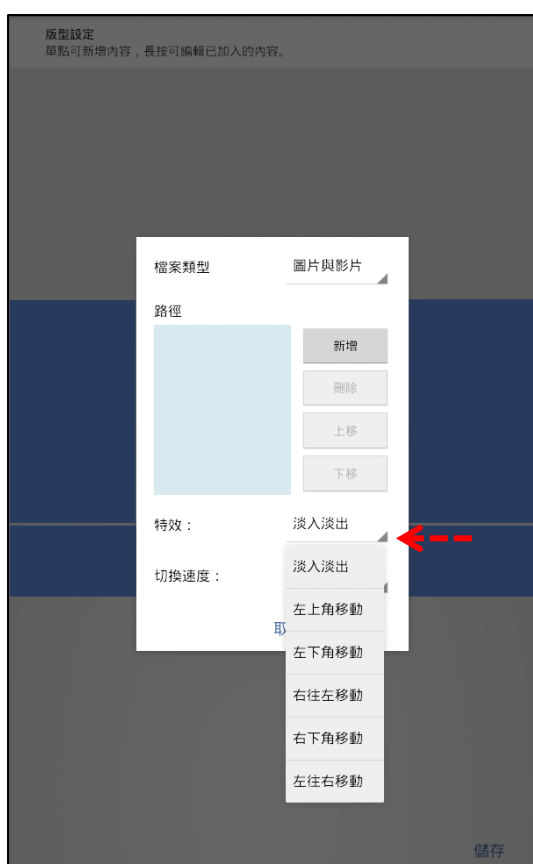 版型設定
單點可新增內容，長按可編輯已加入的內容。
檔案類型 圖片與影片
路徑
新增
刪除
上移
下移
特效： 淡入淡出
淡入淡出
切換速度：
左上角移動
取
左下角移動
右往左移動
右下角移動
左往右移動
儲存